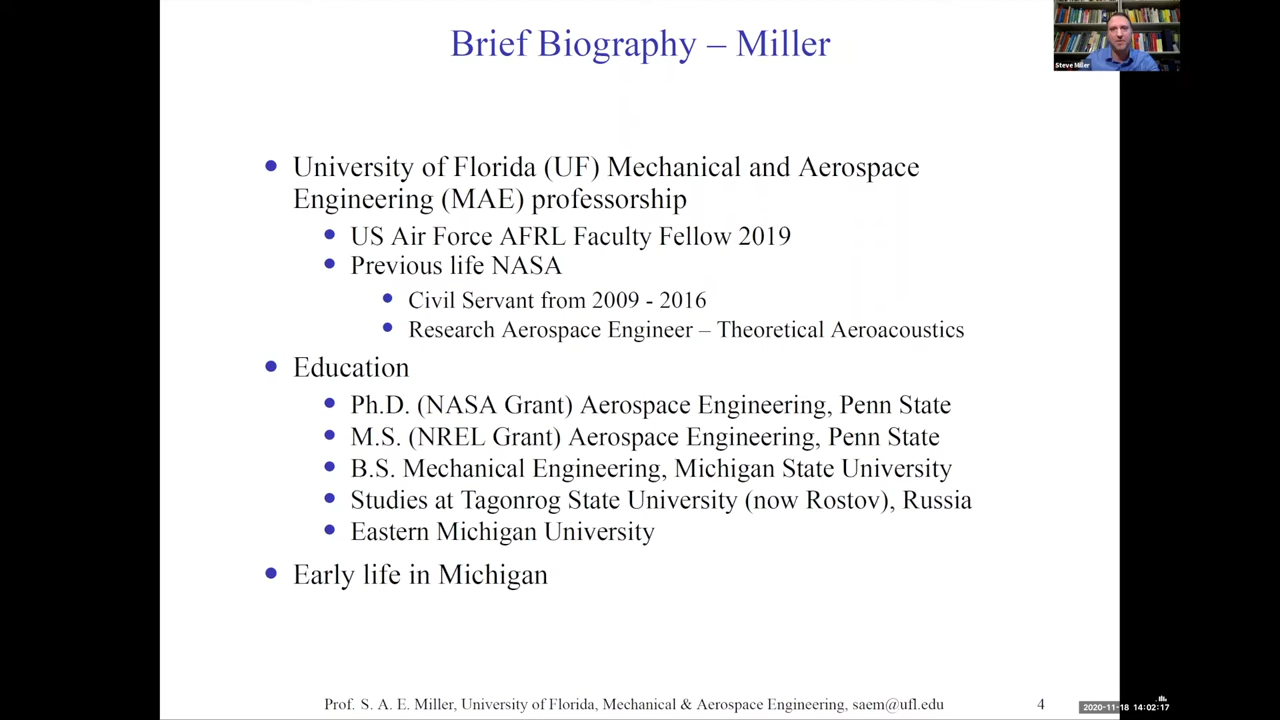 Brief Biography – Miller
Steve Miller
University of Florida (UF) Mechanical and Aerospace
Engineering (MAE) professorship
US Air Force AFRL Faculty Fellow 2019
Previous life NASA
Civil Servant from 2009 - 2016
Research Aerospace Engineer – Theoretical Aeroacoustics
Education
Ph.D. (NASA Grant) Aerospace Engineering, Penn State
M.S. (NREL Grant) Aerospace Engineering, Penn State
B.S. Mechanical Engineering, Michigan State University
Studies at Tagonrog State University (now Rostov), Russia
Eastern Michigan University
Early life in Michigan
Prof. S. A. E. Miller, University of Florida, Mechanical & Aerospace Engineering, saem@ufl.edu
4
2020-11-18 14:02:17